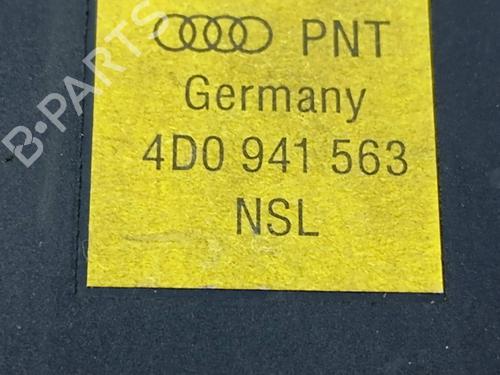 PNT
Germany
4D0 941 563
NSL
B-PARTS